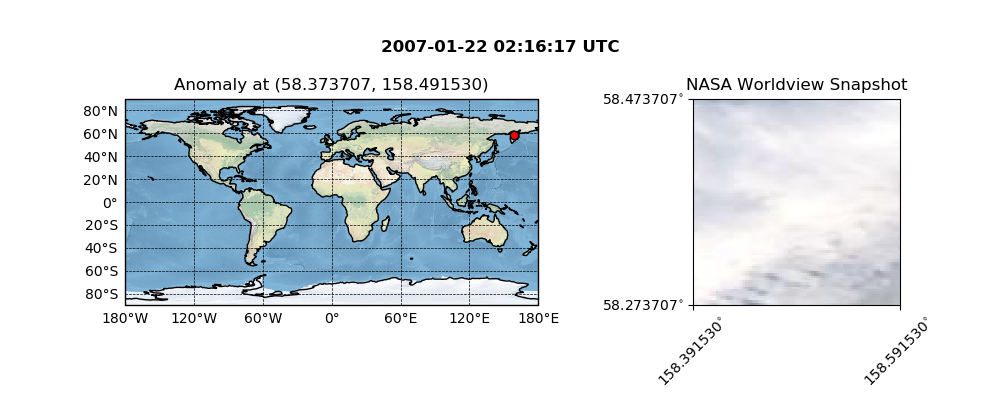 2007-01-22 02:16:17 UTC
Anomaly at (58.373707, 158.491530)
80°N
60°N
40°N
20°N
0°
20°S
40°S
60°S
80°S
180°W 120°W 60°W 0° 60°E 120°E 180°E
NASA Worldview Snapshot
58.473707°
58.273707°
158.391530°
158.591530°